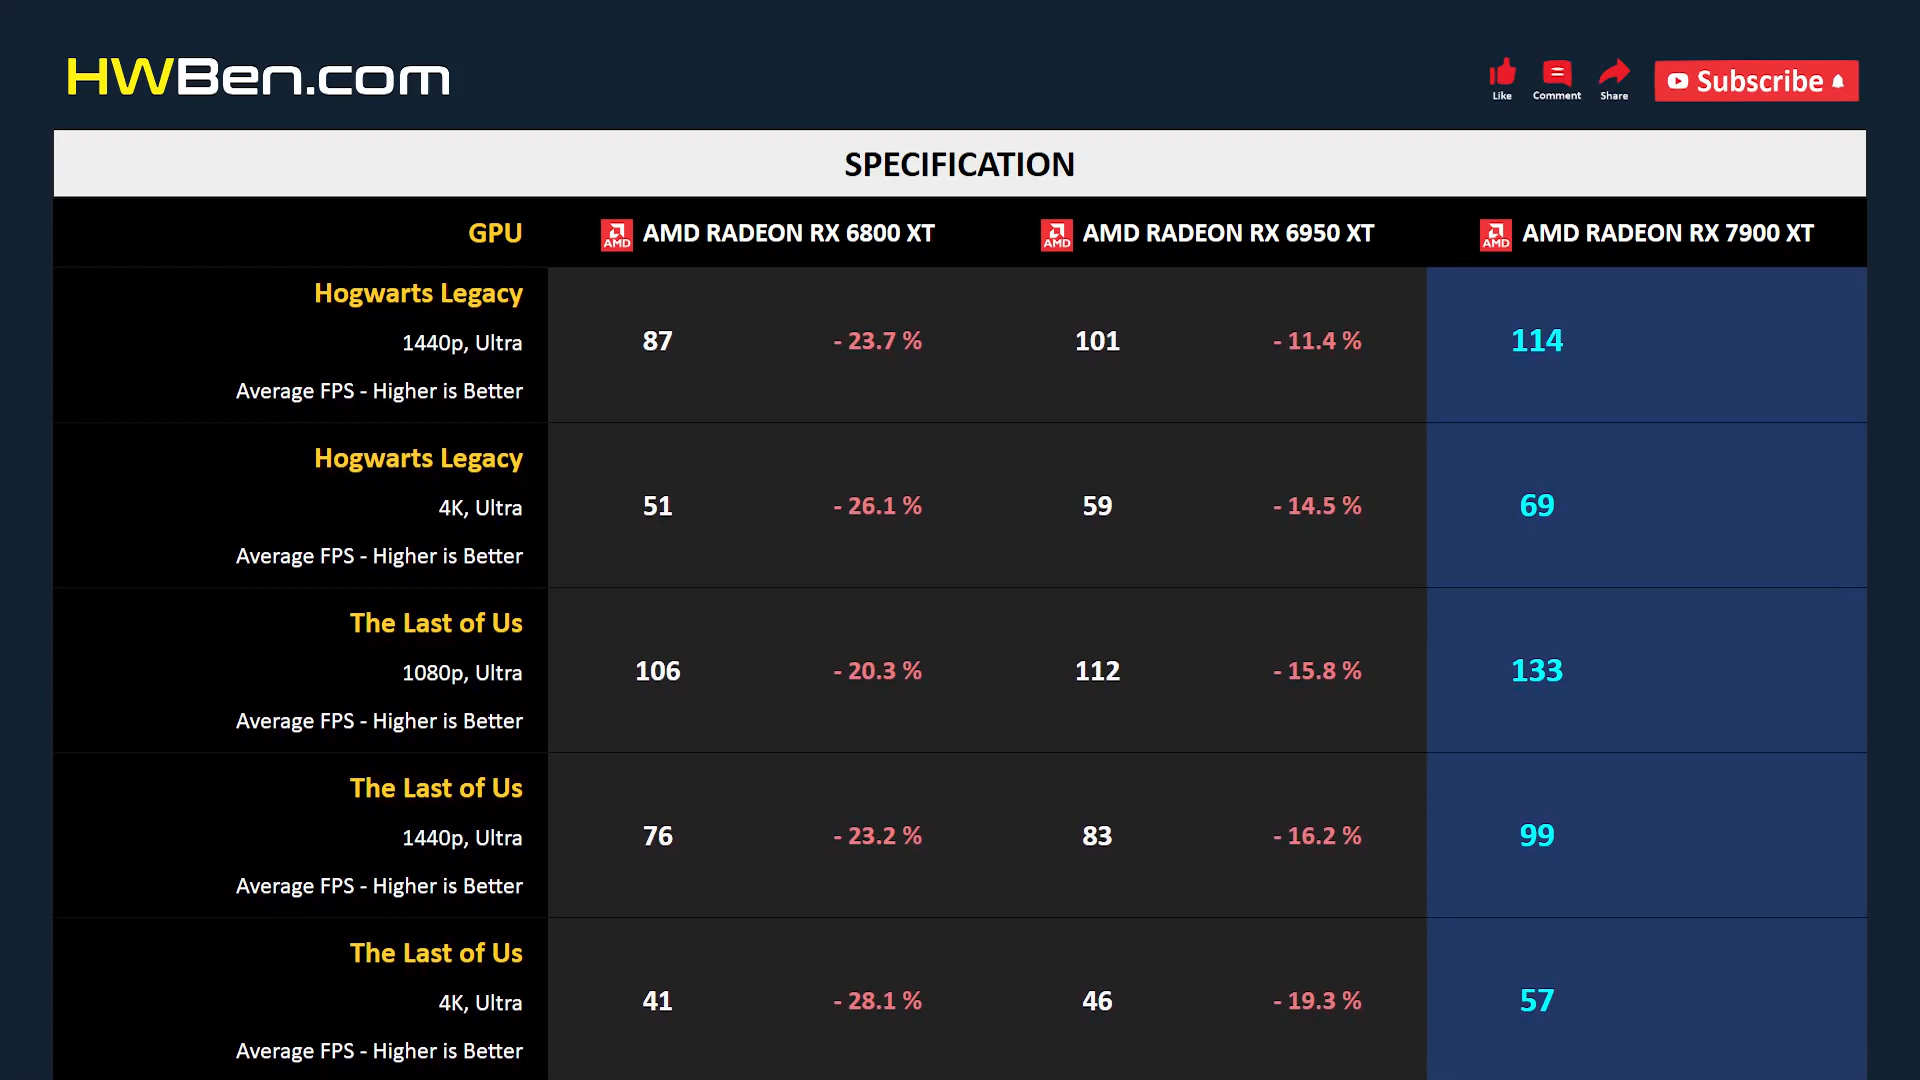 HWBen.com
Like Comment Share Subscribe
SPECIFICATION
GPU AMD AMD RADEON RX 6800 XT AMD AMD RADEON RX 6950 XT AMD AMD RADEON RX 7900 XT
Hogwarts Legacy
1440p, Ultra 87 - 23.7 % 101 - 11.4 % 114
Average FPS - Higher is Better
Hogwarts Legacy
4K, Ultra 51 - 26.1 % 59 - 14.5 % 69
Average FPS - Higher is Better
The Last of Us
1080p, Ultra 106 - 20.3 % 112 - 15.8 % 133
Average FPS - Higher is Better
The Last of Us
1440p, Ultra 76 - 23.2 % 83 - 16.2 % 99
Average FPS - Higher is Better
The Last of Us
4K, Ultra 41 - 28.1 % 46 - 19.3 % 57
Average FPS - Higher is Better